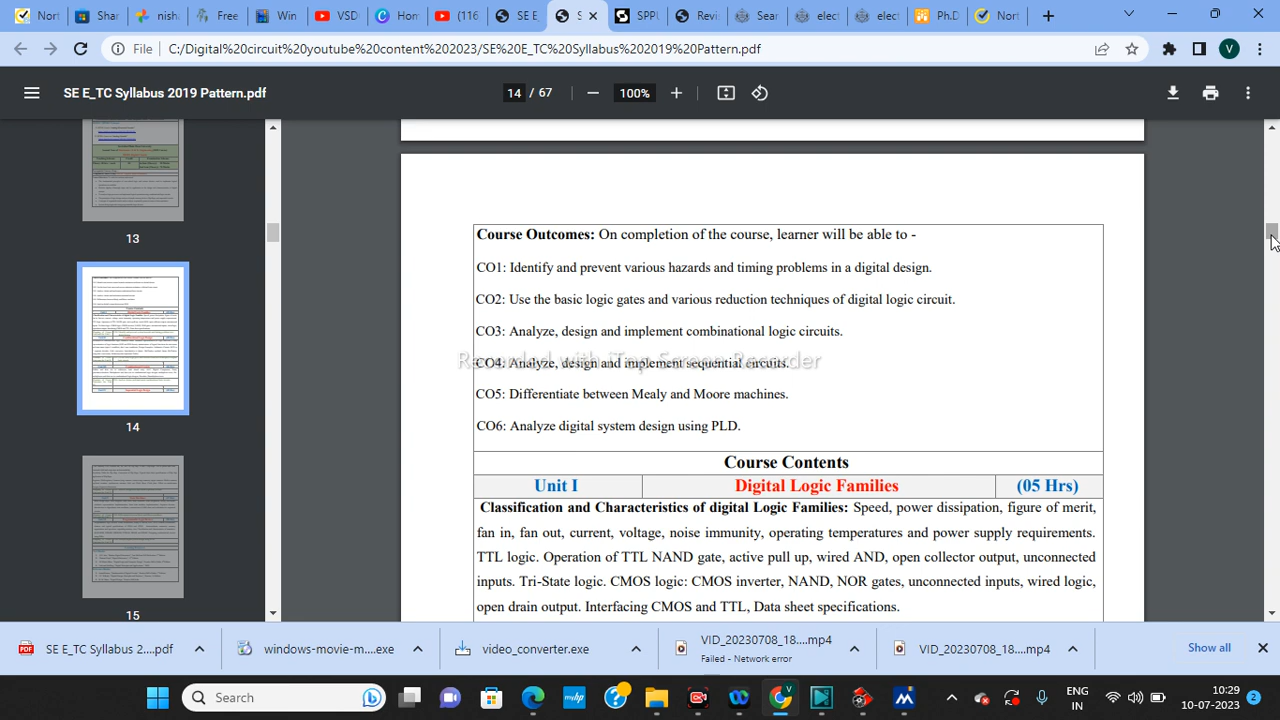 Nort
Shar
nisha
Free
Win
VSD
Hon
(116
SE E
S
SPPU
Revi
Sear
elect
elect
Ph.D
Nort
File
C:/Digital%20circuit%20youtube%20content%202023/SE%20E_TC%20Syllabus%202019%20Pattern.pdf
V
SE E_TC Syllabus 2019 Pattern.pdf
14 / 67
100%
13
14
15
Course Outcomes: On completion of the course, learner will be able to -
CO1: Identify and prevent various hazards and timing problems in a digital design.
CO2: Use the basic logic gates and various reduction techniques of digital logic circuit.
CO3: Analyze, design and implement combinational logic circuits.
Recorded with iTop Screen Recorder
CO4: Analyze, design and implement sequential circuits.
CO5: Differentiate between Mealy and Moore machines.
CO6: Analyze digital system design using PLD.
Course Contents
Unit I Digital Logic Families (05 Hrs)
Classification and Characteristics of digital Logic Families: Speed, power dissipation, figure of merit,
fan in, fan out, current, voltage, noise immunity, operating temperatures and power supply requirements.
TTL logic. Operation of TTL NAND gate, active pull up, wired AND, open collector output, unconnected
inputs. Tri-State logic. CMOS logic: CMOS inverter, NAND, NOR gates, unconnected inputs, wired logic,
open drain output. Interfacing CMOS and TTL, Data sheet specifications.
SE E_TC Syllabus 2....pdf
windows-movie-m....exe
video_converter.exe
VID_20230708_18....mp4
Failed - Network error
VID_20230708_18....mp4
Show all
Search
ENG
IN
10:29
10-07-2023
2